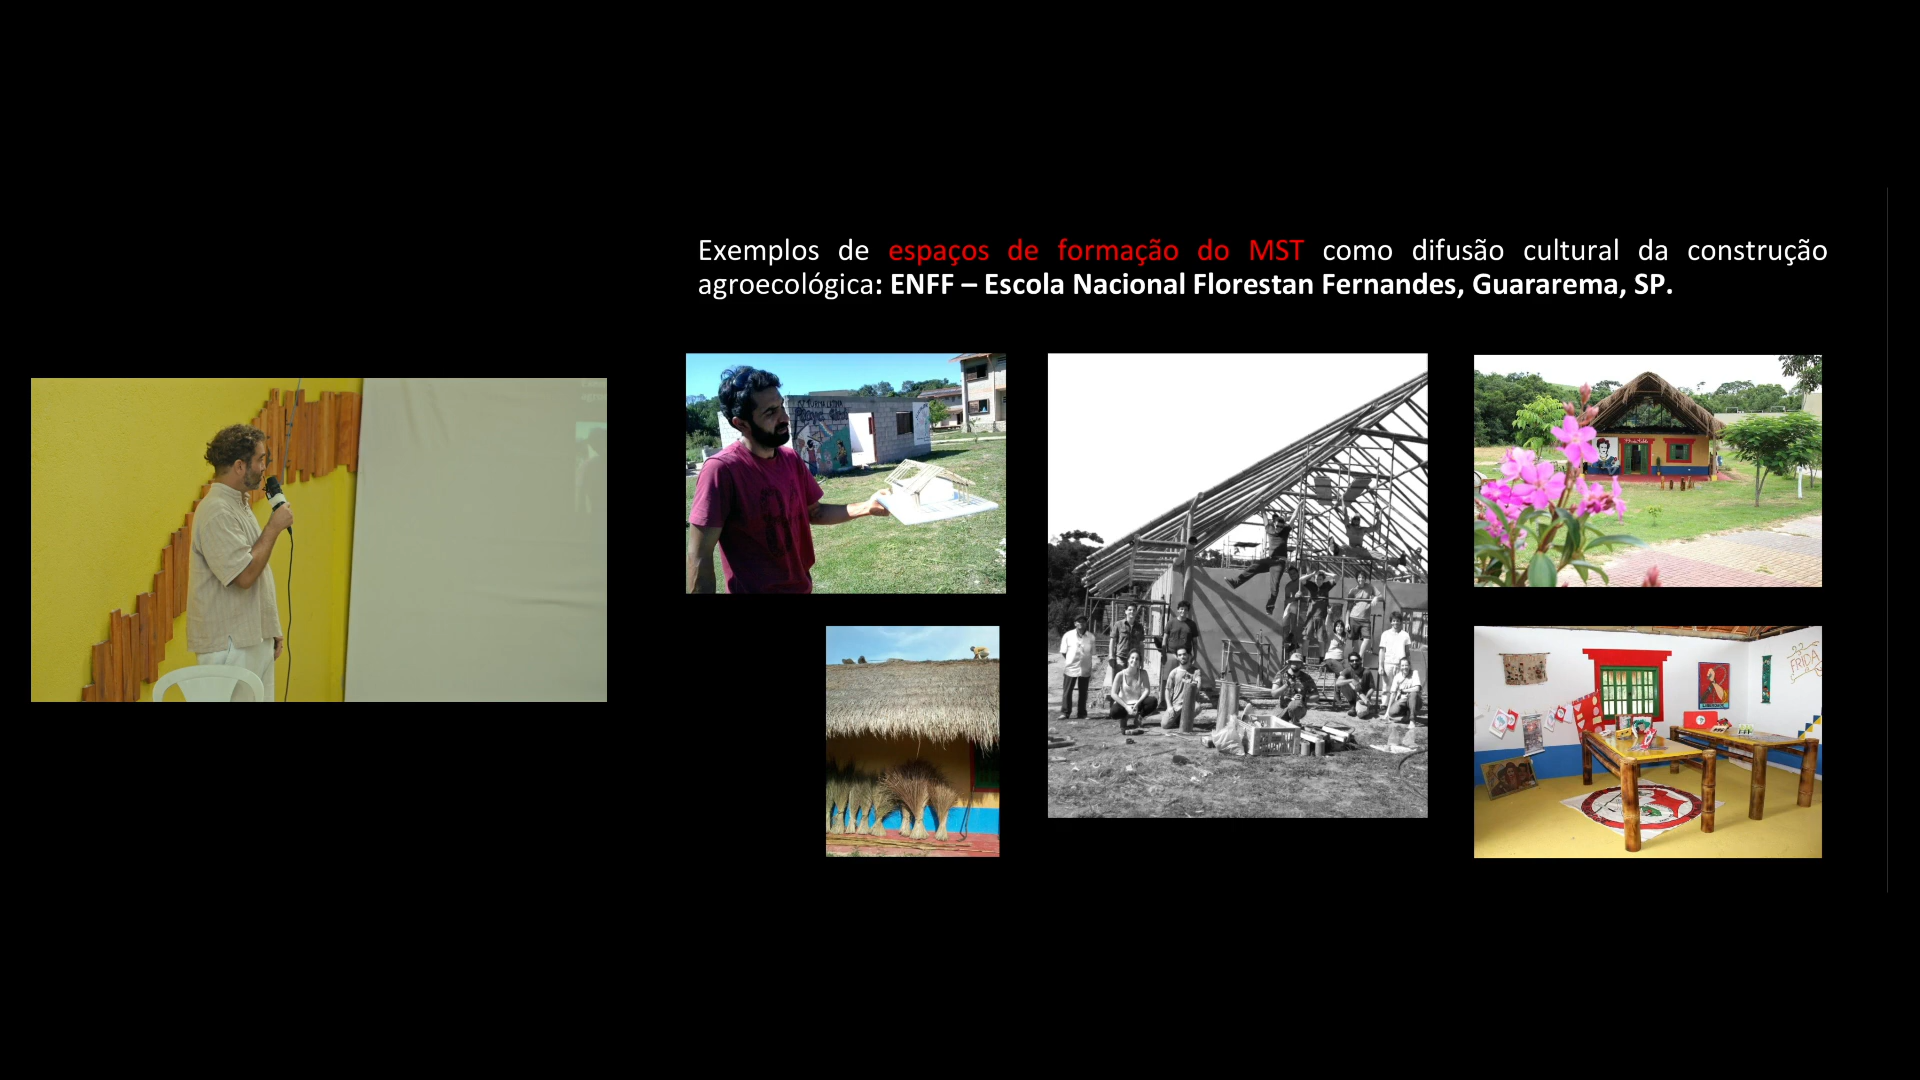 Exemplos de espaços de formação do MST como difusão cultural da construção
agroecológica: ENFF – Escola Nacional Florestan Fernandes, Guararema, SP.
FRIDA